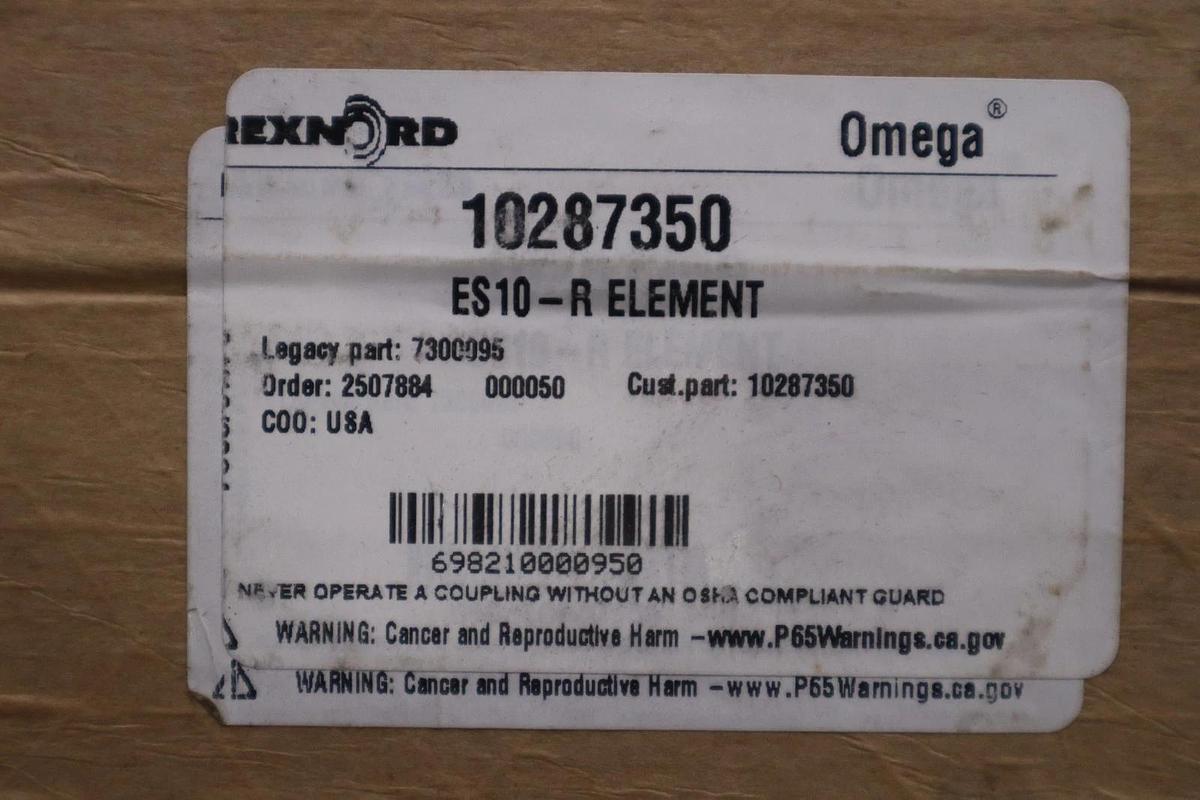 REXNORD Omega®
10287350
ES10-R ELEMENT
Legacy part: 7300095
Order: 2507884 000050 Cust.part: 10287350
COO: USA
698210000950
NEVER OPERATE A COUPLING WITHOUT AN OSHA COMPLIANT GUARD
WARNING: Cancer and Reproductive Harm -www.P65Warnings.ca.gov
WARNING: Cancer and Reproductive Harm -www.P65Warnings.ca.gov